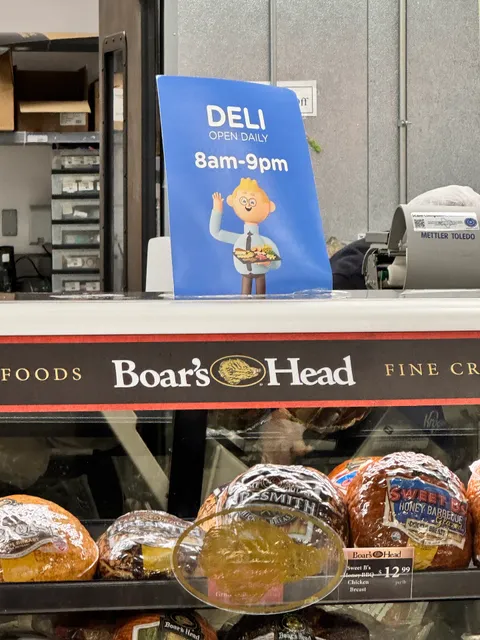 DELI
OPEN DAILY
8am-9pm
METTLER TOLEDO
FOODS Boar's Head FINE CR
SWEET B
HONEY BARBECUE
Boar's Head
Sweet B's
Honey BBQ
Chicken
Breast
$12.99